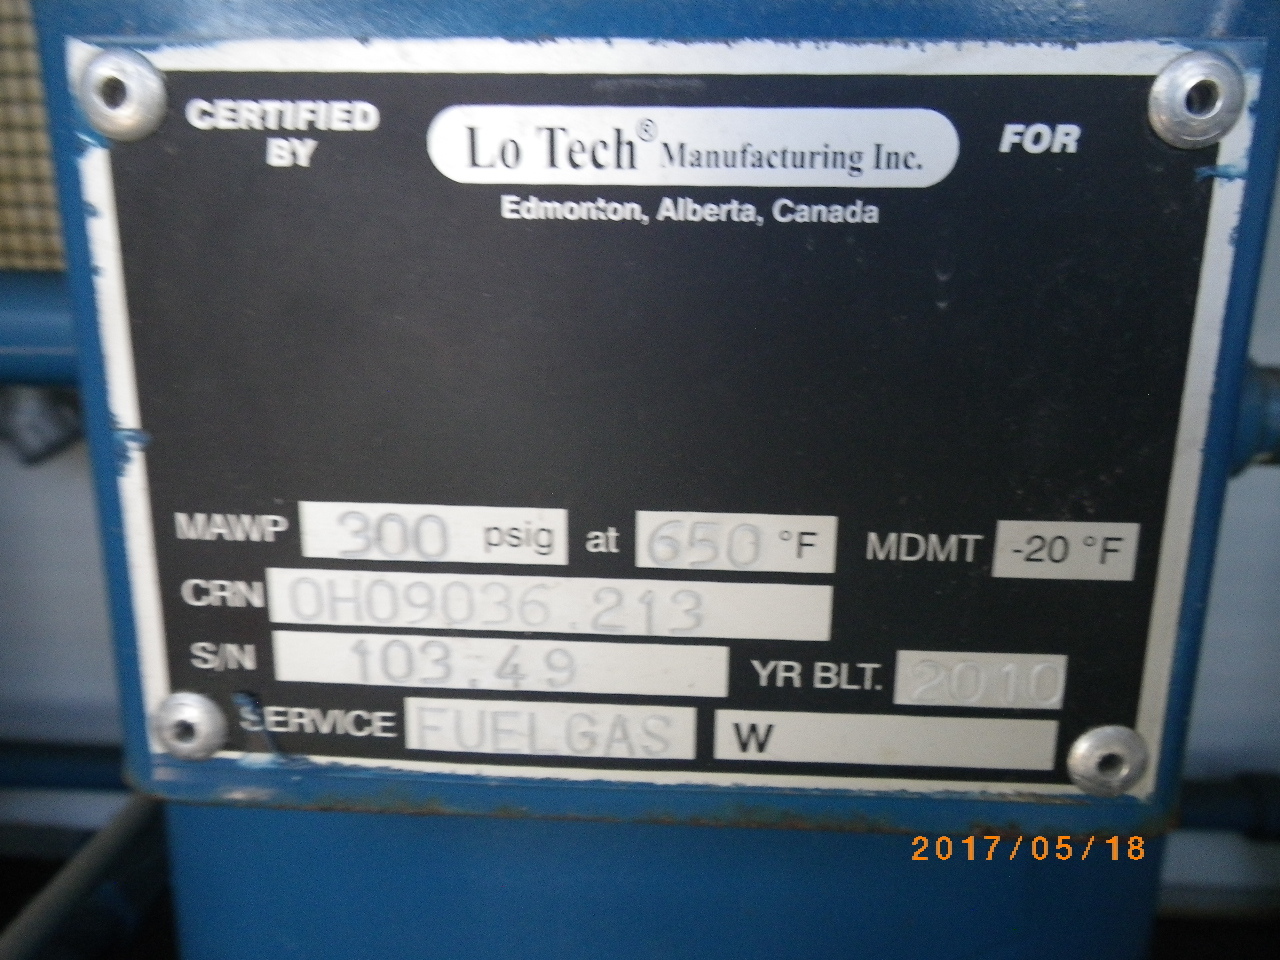 CERTIFIED BY
Lo Tech® Manufacturing Inc.
FOR
Edmonton, Alberta, Canada
MAWP 300 psig at 650 °F MDMT -20 °F
CRN 0H09036.213
S/N 103.49 YR BLT. 2010
SERVICE FUELGAS W
2017/05/18